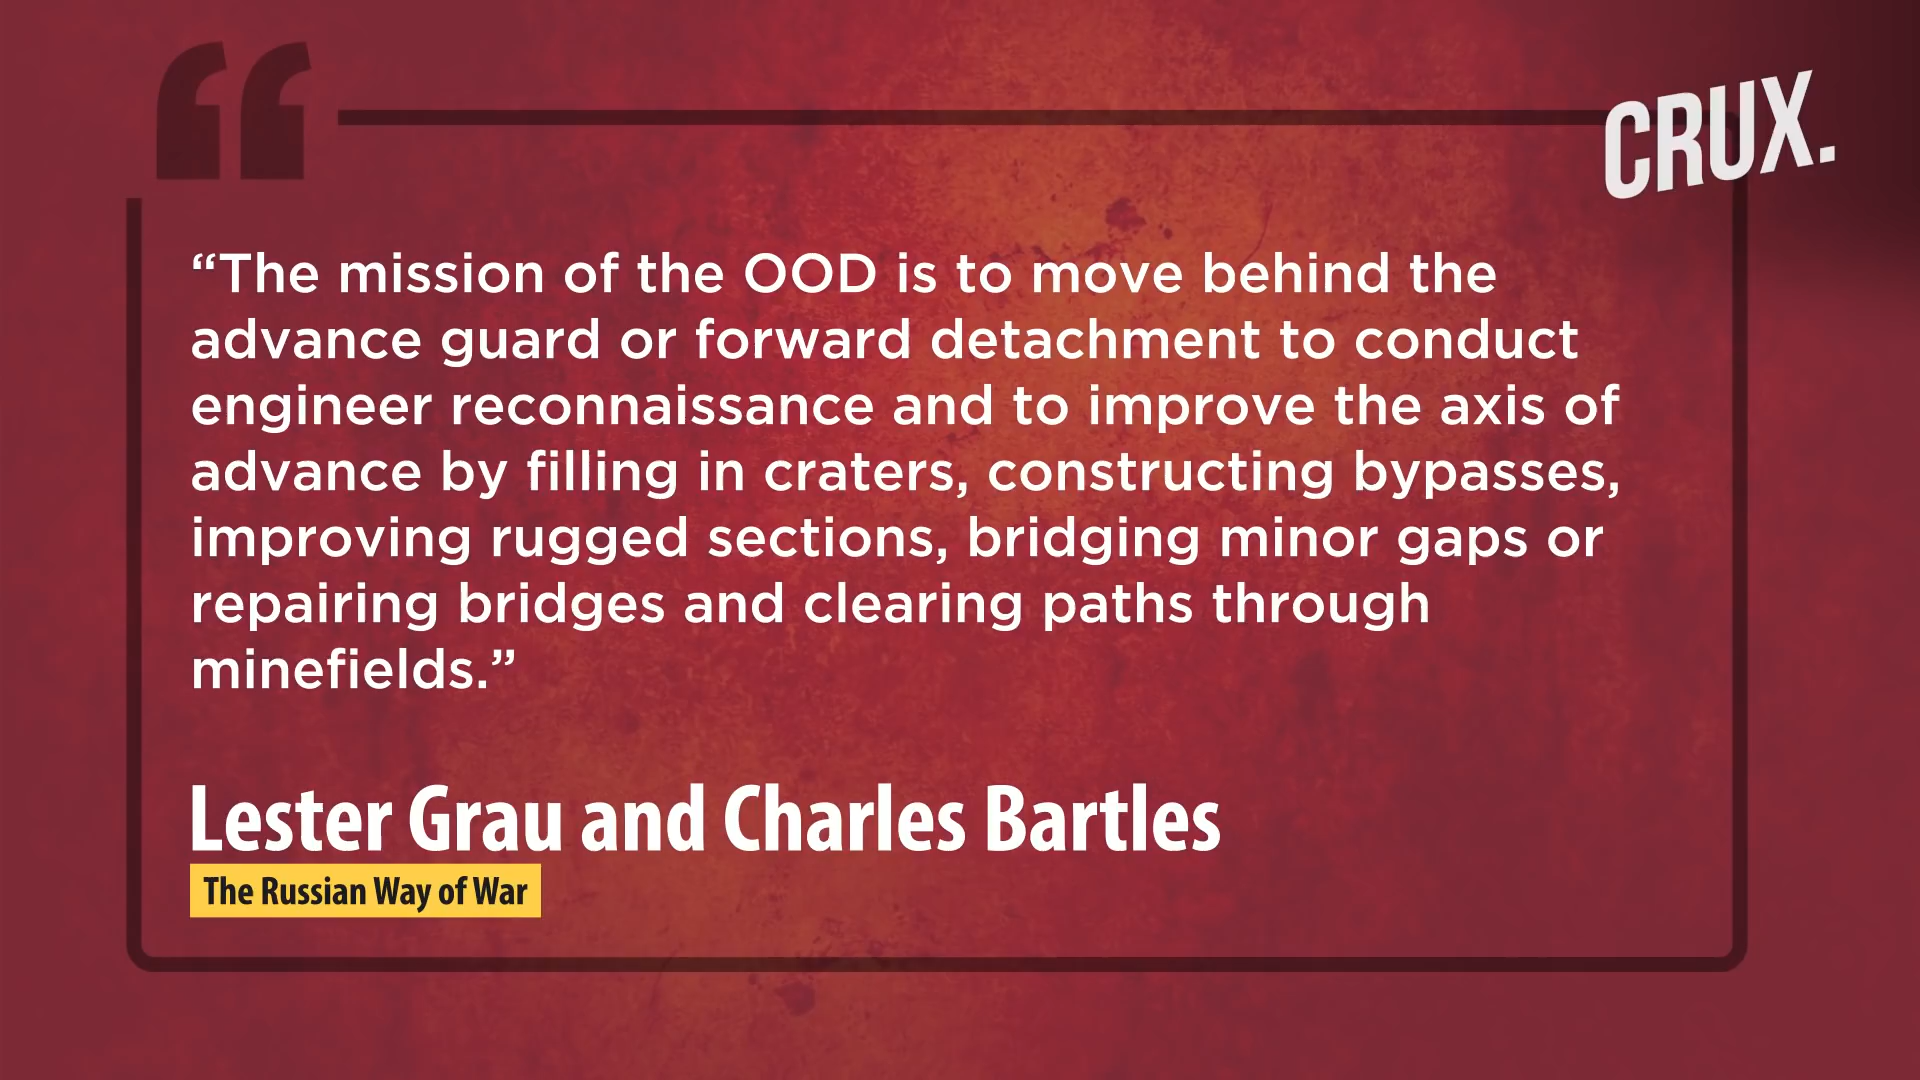 CRUX.
“The mission of the OOD is to move behind the
advance guard or forward detachment to conduct
engineer reconnaissance and to improve the axis of
advance by filling in craters, constructing bypasses,
improving rugged sections, bridging minor gaps or
repairing bridges and clearing paths through
minefields.”
Lester Grau and Charles Bartles
The Russian Way of War